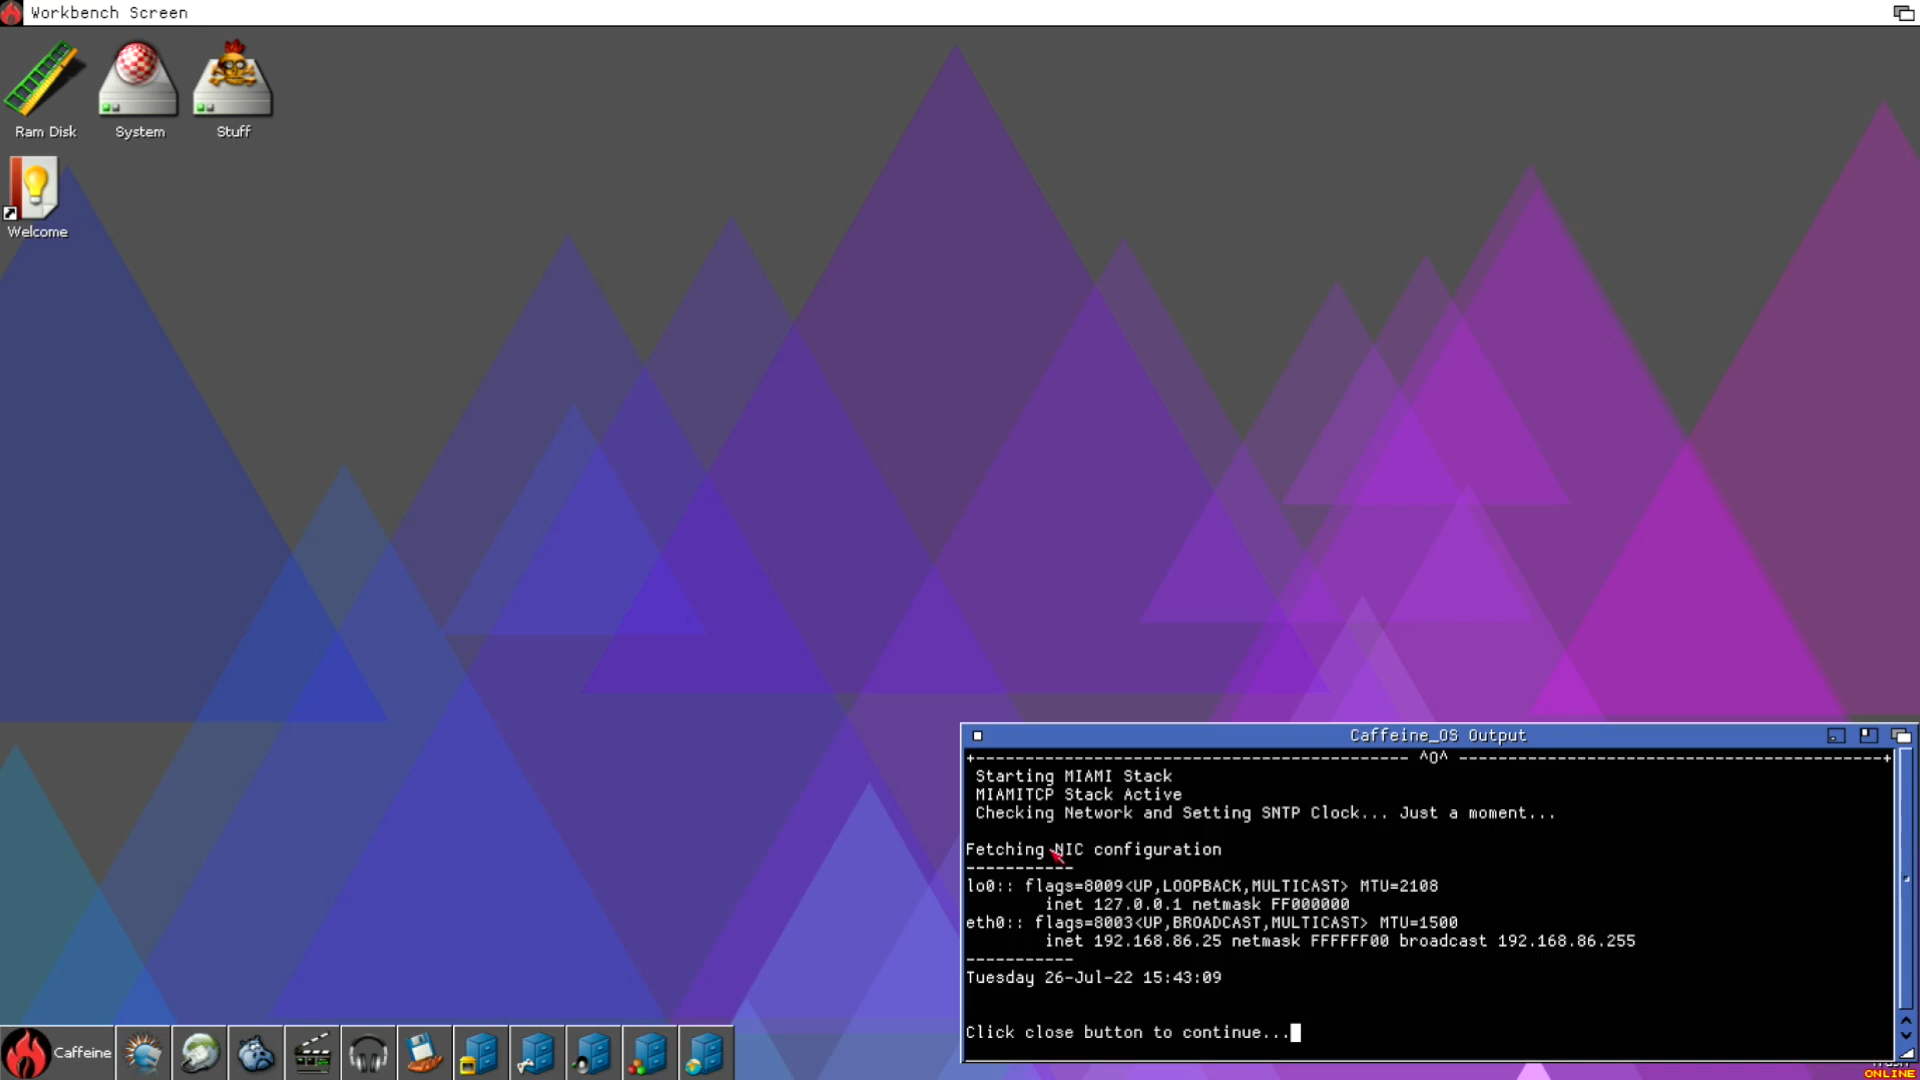 Workbench Screen
Ram Disk
System
Stuff
Welcome
Caffeine_OS Output
+-------------------------------------------- ^O^ -------------------------------------------+
Starting MIAMI Stack
MIAMITCP Stack Active
Checking Network and Setting SNTP Clock... Just a moment...
Fetching NIC configuration
-----------
lo0:: flags=8009<UP,LOOPBACK,MULTICAST> MTU=2108
inet 127.0.0.1 netmask FF000000
eth0:: flags=8003<UP,BROADCAST,MULTICAST> MTU=1500
inet 192.168.86.25 netmask FFFFFF00 broadcast 192.168.86.255
-----------
Tuesday 26-Jul-22 15:43:09
Click close button to continue...
Caffeine
ONLINE